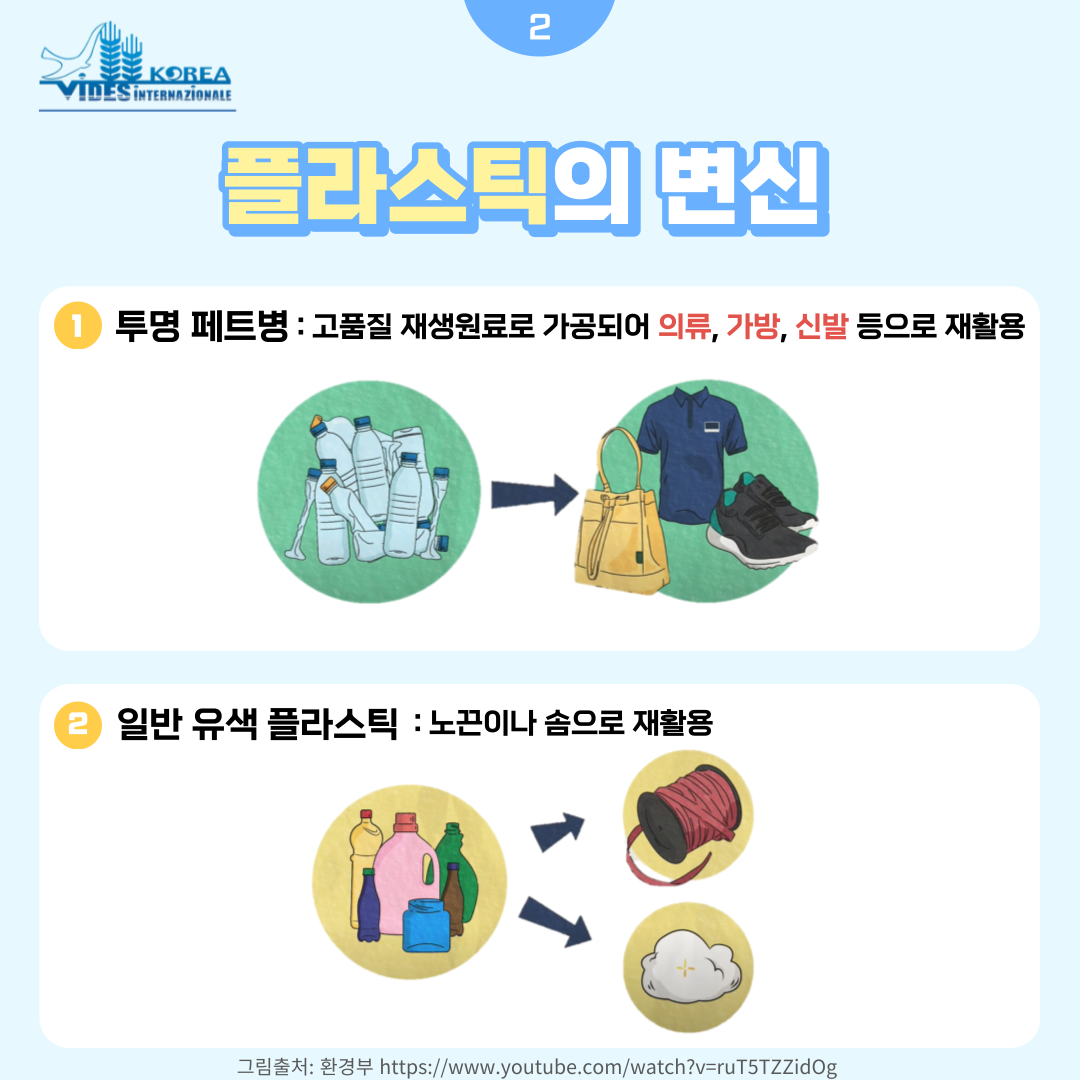 2
KOREA
VIDES INTERNAZIONALE
플라스틱의 변신
1 투명 페트병 : 고품질 재생원료로 가공되어 의류, 가방, 신발 등으로 재활용
2 일반 유색 플라스틱 : 노끈이나 솜으로 재활용
그림출처: 환경부 https://www.youtube.com/watch?v=ruT5TZZidOg